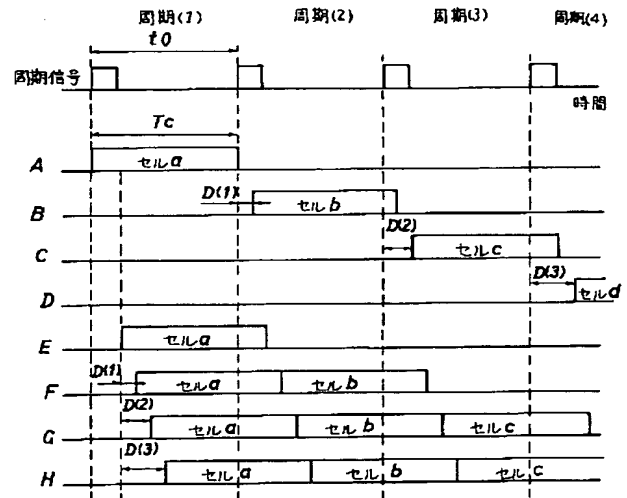 周期(1) 周期(2) 周期(3) 周期(4)
t0
周期信号
時間
Tc
A セルa
D(1)
B セルb
D(2)
C セルc
D(3)
D セルd
E セルa
D(1)
F セルa セルb
D(2)
G セルa セルb セルc
D(3)
H セルa セルb セルc